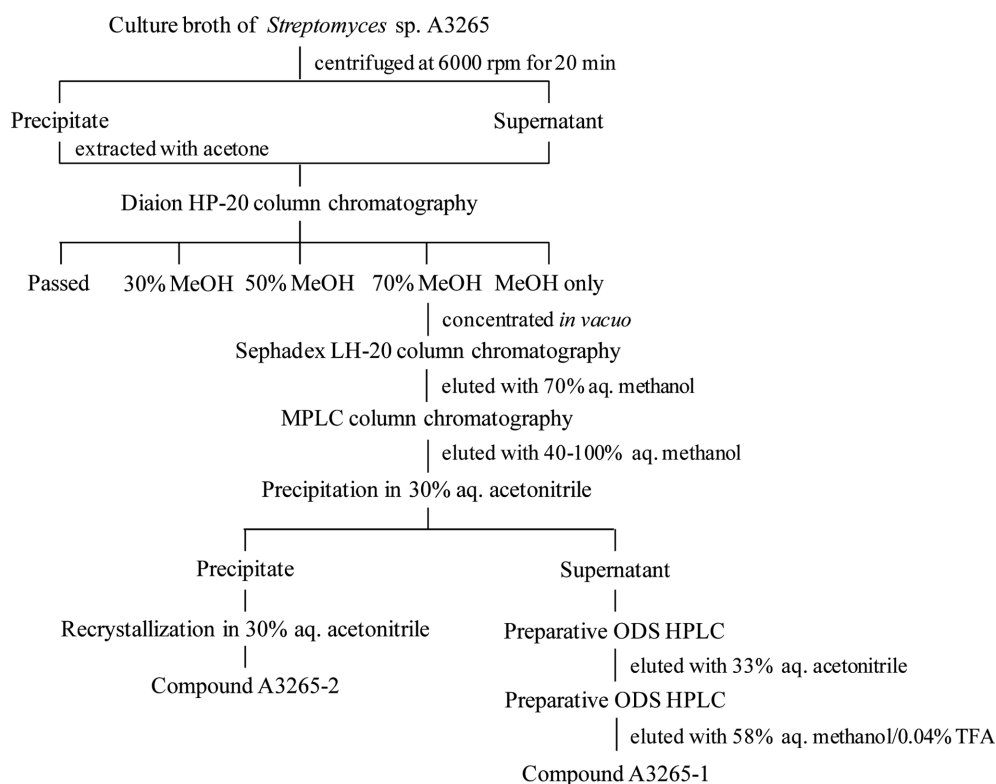 Culture broth of Streptomyces sp. A3265
centrifuged at 6000 rpm for 20 min
Precipitate
Supernatant
extracted with acetone
Diaion HP-20 column chromatography
Passed
30% MeOH
50% MeOH
70% MeOH
MeOH only
concentrated in vacuo
Sephadex LH-20 column chromatography
eluted with 70% aq. methanol
MPLC column chromatography
eluted with 40-100% aq. methanol
Precipitation in 30% aq. acetonitrile
Precipitate
Supernatant
Recrystallization in 30% aq. acetonitrile
Preparative ODS HPLC
eluted with 33% aq. acetonitrile
Compound A3265-2
Preparative ODS HPLC
eluted with 58% aq. methanol/0.04% TFA
Compound A3265-1